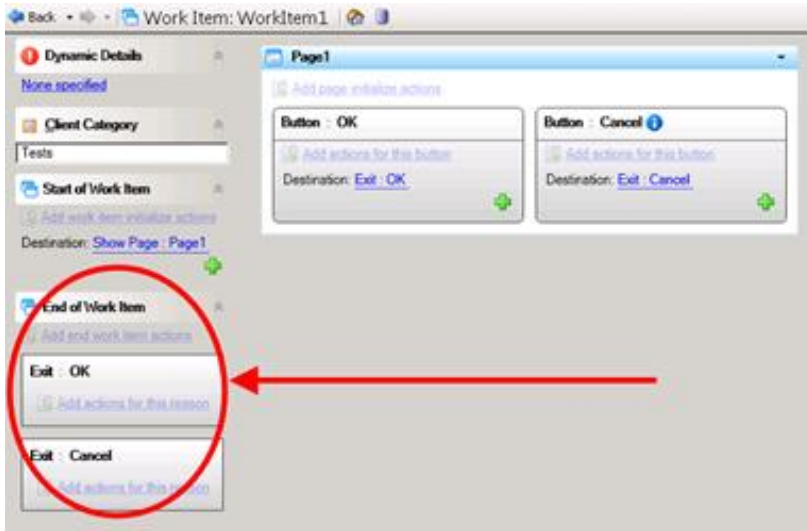 Back Work Item: WorkItem1
Dynamic Details
None specified
Client Category
Tests
Start of Work Item
Add work item initialize actions
Destination: Show Page : Page1
End of Work Item
Add end work item actions
Exit : OK
Add actions for this reason
Exit : Cancel
Add actions for this reason
Page1
Add page initialize actions
Button : OK
Add actions for this button
Destination: Exit : OK
Button : Cancel
Add actions for this button
Destination: Exit : Cancel